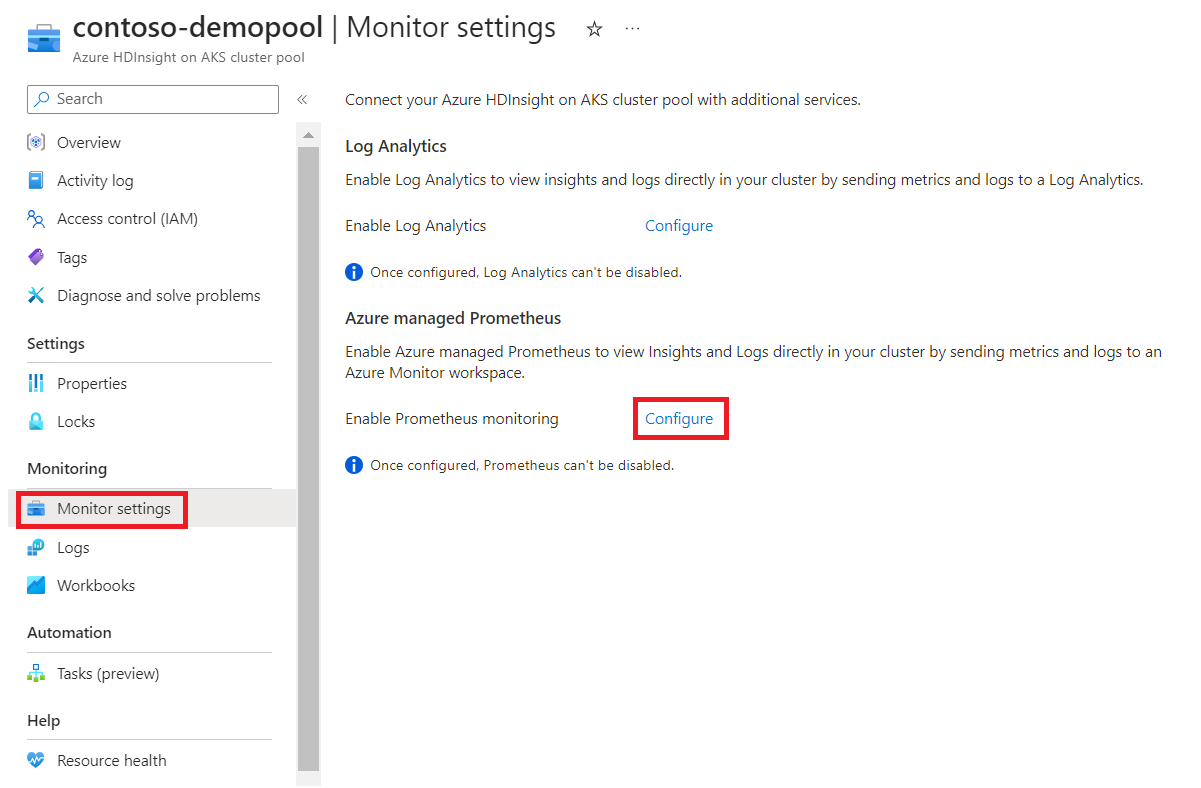 contoso-demopool | Monitor settings
Azure HDInsight on AKS cluster pool
Search
Overview
Activity log
Access control (IAM)
Tags
Diagnose and solve problems
Settings
Properties
Locks
Monitoring
Monitor settings
Logs
Workbooks
Automation
Tasks (preview)
Help
Resource health
Connect your Azure HDInsight on AKS cluster pool with additional services.
Log Analytics
Enable Log Analytics to view insights and logs directly in your cluster by sending metrics and logs to a Log Analytics.
Enable Log Analytics Configure
Once configured, Log Analytics can't be disabled.
Azure managed Prometheus
Enable Azure managed Prometheus to view Insights and Logs directly in your cluster by sending metrics and logs to an
Azure Monitor workspace.
Enable Prometheus monitoring Configure
Once configured, Prometheus can't be disabled.